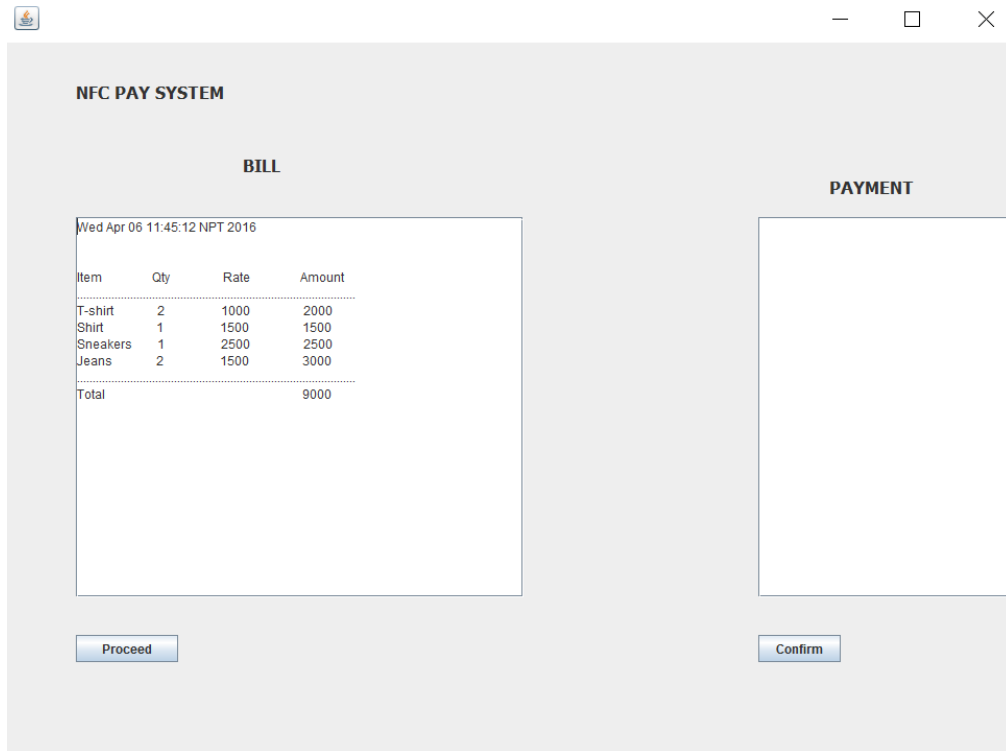 NFC PAY SYSTEM
BILL
PAYMENT
Wed Apr 06 11:45:12 NPT 2016
Item Qty Rate Amount
T-shirt 2 1000 2000
Shirt 1 1500 1500
Sneakers 1 2500 2500
Jeans 2 1500 3000
Total 9000
Proceed
Confirm